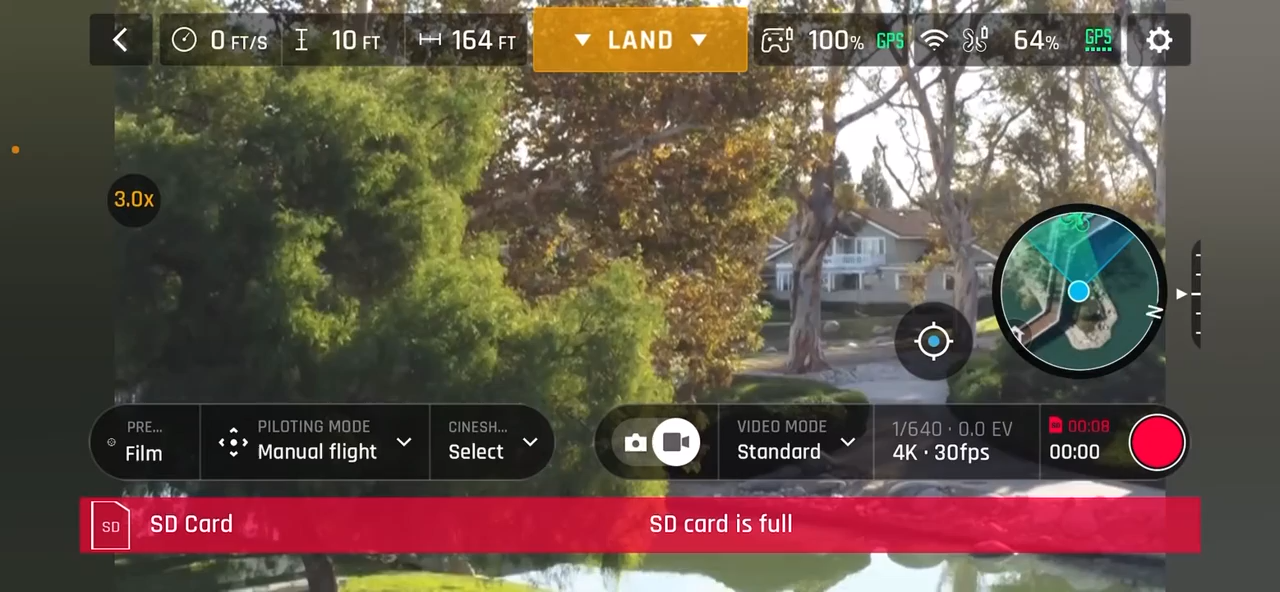 0 FT/S
10 FT
164 FT
LAND
100%
GPS
64%
GPS
3.0x
N
PRE...
Film
PILOTING MODE
Manual flight
CINESH...
Select
VIDEO MODE
Standard
1/640 · 0.0 EV
4K · 30fps
00:08
00:00
SD
SD Card
SD card is full